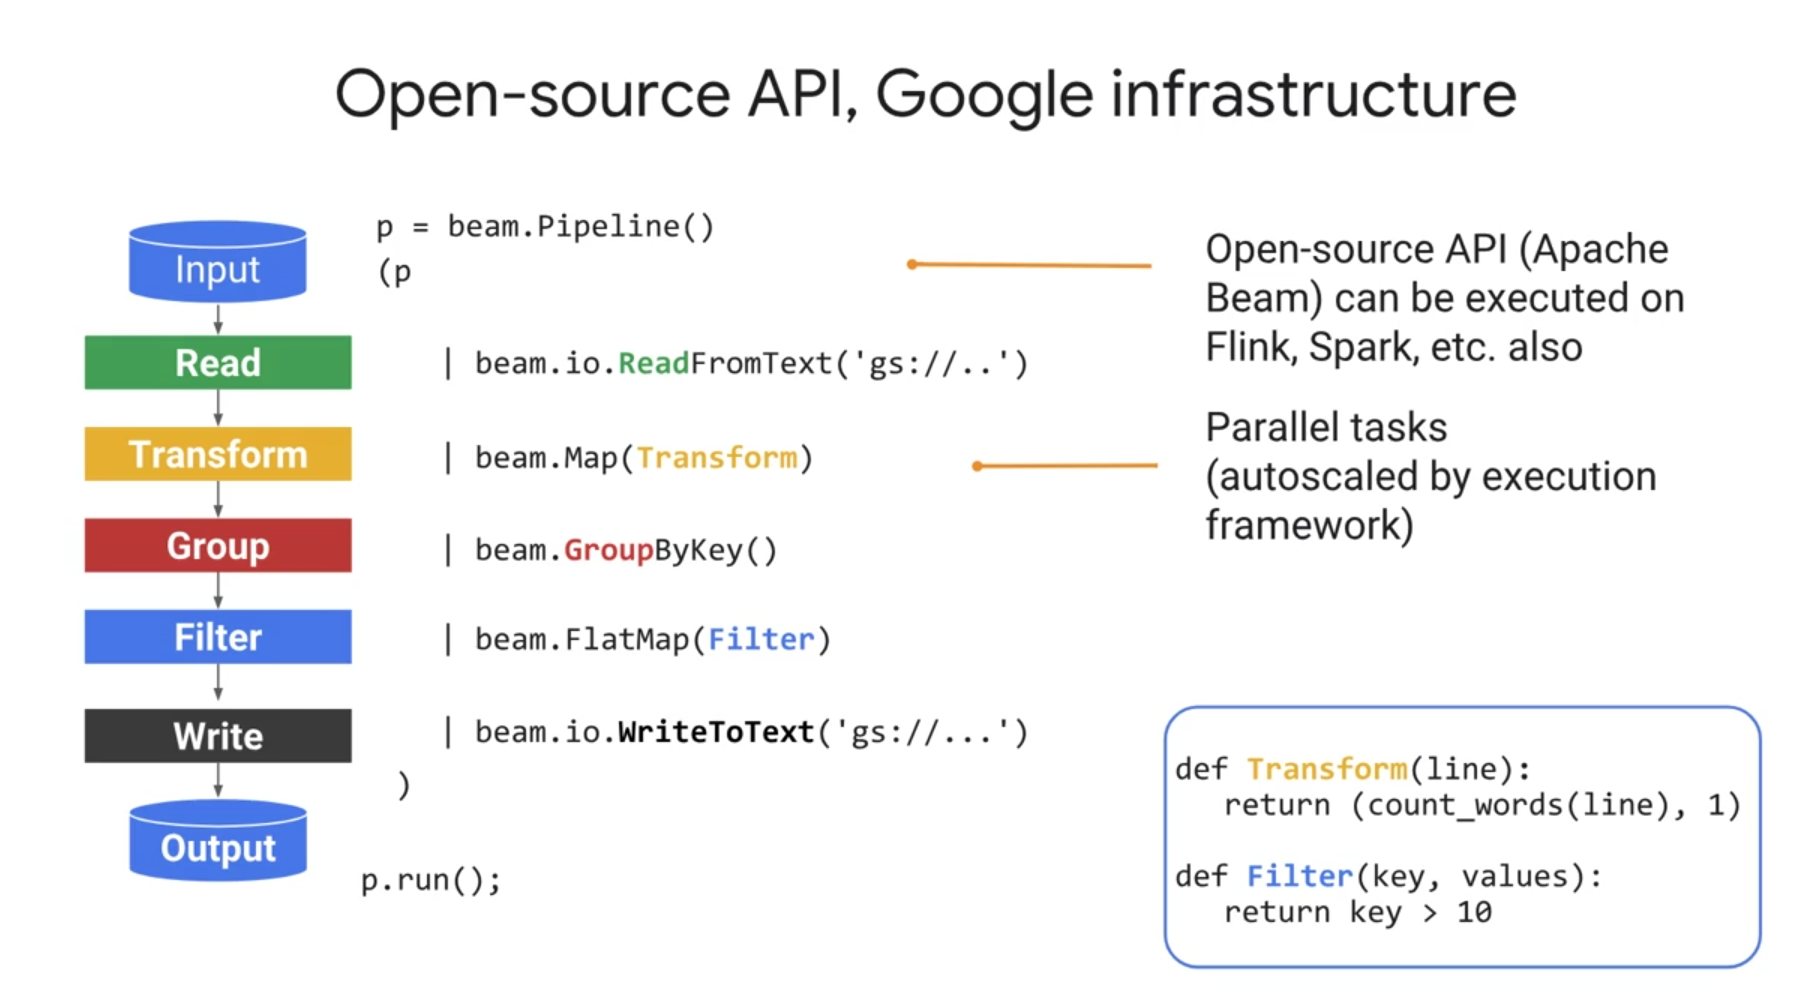 Open-source API, Google infrastructure
Input
Read
Transform
Group
Filter
Write
Output
p = beam.Pipeline()
(p
| beam.io.ReadFromText('gs://..')
| beam.Map(Transform)
| beam.GroupByKey()
| beam.FlatMap(Filter)
| beam.io.WriteToText('gs://...')
)
p.run();
Open-source API (Apache
Beam) can be executed on
Flink, Spark, etc. also
Parallel tasks
(autoscaled by execution
framework)
def Transform(line):
return (count_words(line), 1)
def Filter(key, values):
return key > 10